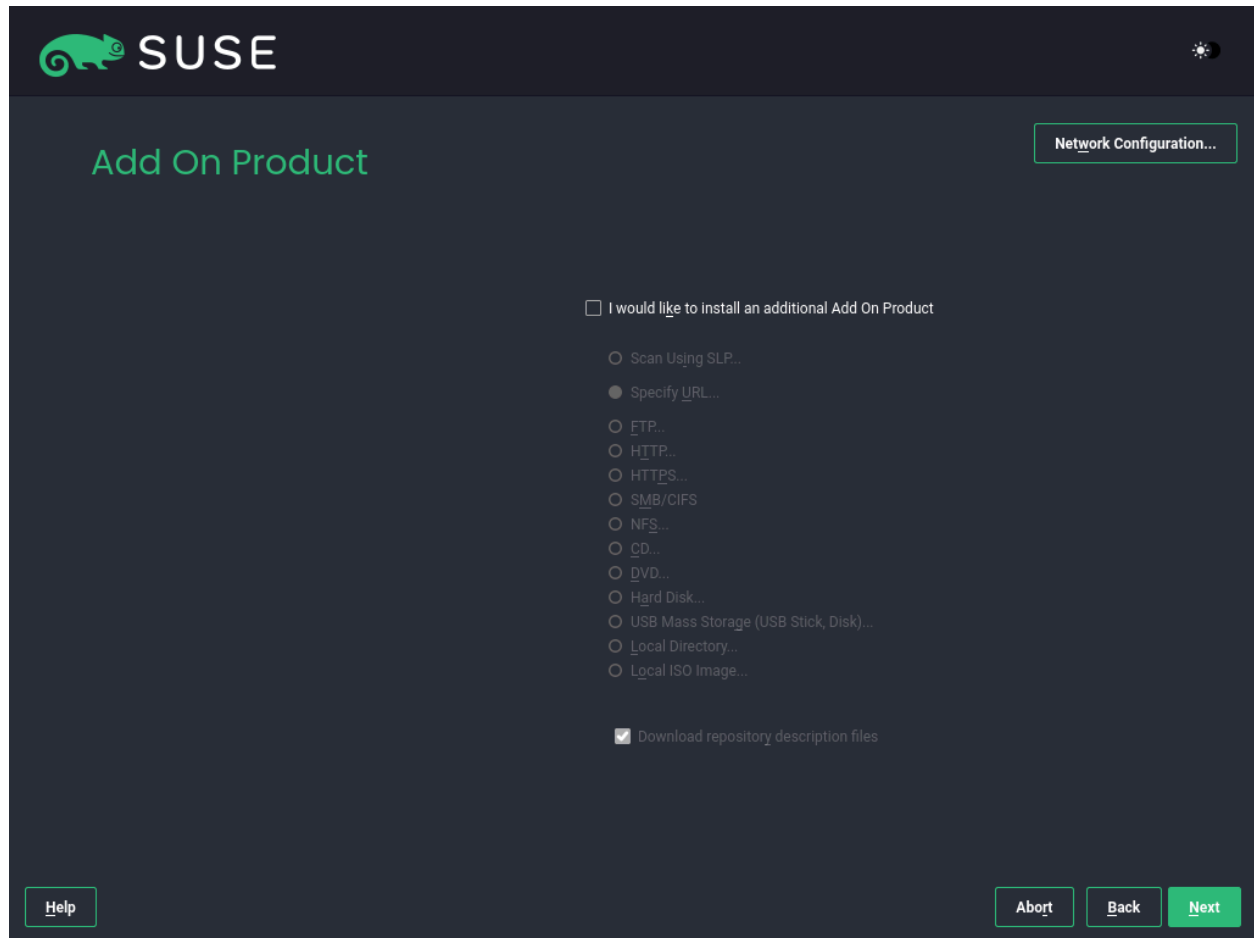 SUSE
Add On Product
Network Configuration...
I would like to install an additional Add On Product
Scan Using SLP...
Specify URL...
FTP...
HTTP...
HTTPS...
SMB/CIFS
NFS...
CD...
DVD...
Hard Disk...
USB Mass Storage (USB Stick, Disk)...
Local Directory...
Local ISO Image...
Download repository description files
Help
Abort
Back
Next